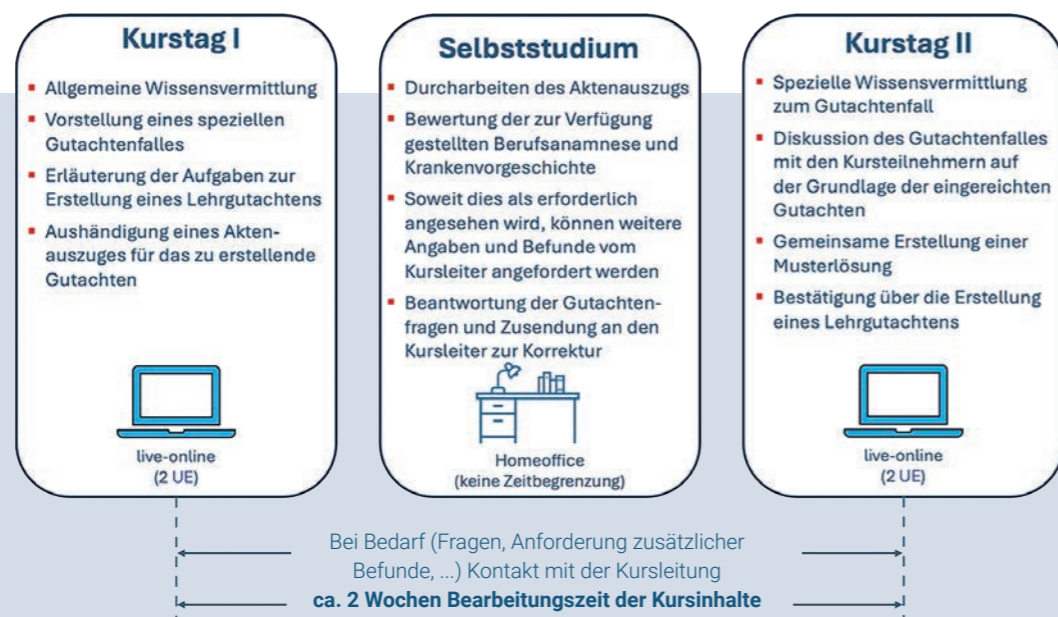 Kurstag I
Allgemeine Wissensvermittlung
Vorstellung eines speziellen
Gutachtenfalles
Erläuterung der Aufgaben zur
Erstellung eines Lehrgutachtens
Aushändigung eines Akten-
auszuges für das zu erstellende
Gutachten
live-online
(2 UE)
Selbststudium
Durcharbeiten des Aktenauszugs
Bewertung der zur Verfügung
gestellten Berufsanamnese und
Krankenvorgeschichte
Soweit dies als erforderlich
angesehen wird, können weitere
Angaben und Befunde vom
Kursleiter angefordert werden
Beantwortung der Gutachten-
fragen und Zusendung an den
Kursleiter zur Korrektur
Homeoffice
(keine Zeitbegrenzung)
Kurstag II
Spezielle Wissensvermittlung
zum Gutachtenfall
Diskussion des Gutachtenfalles
mit den Kursteilnehmern auf
der Grundlage der eingereichten
Gutachten
Gemeinsame Erstellung einer
Musterlösung
Bestätigung über die Erstellung
eines Lehrgutachtens
live-online
(2 UE)
Bei Bedarf (Fragen, Anforderung zusätzlicher
Befunde, ...) Kontakt mit der Kursleitung
ca. 2 Wochen Bearbeitungszeit der Kursinhalte